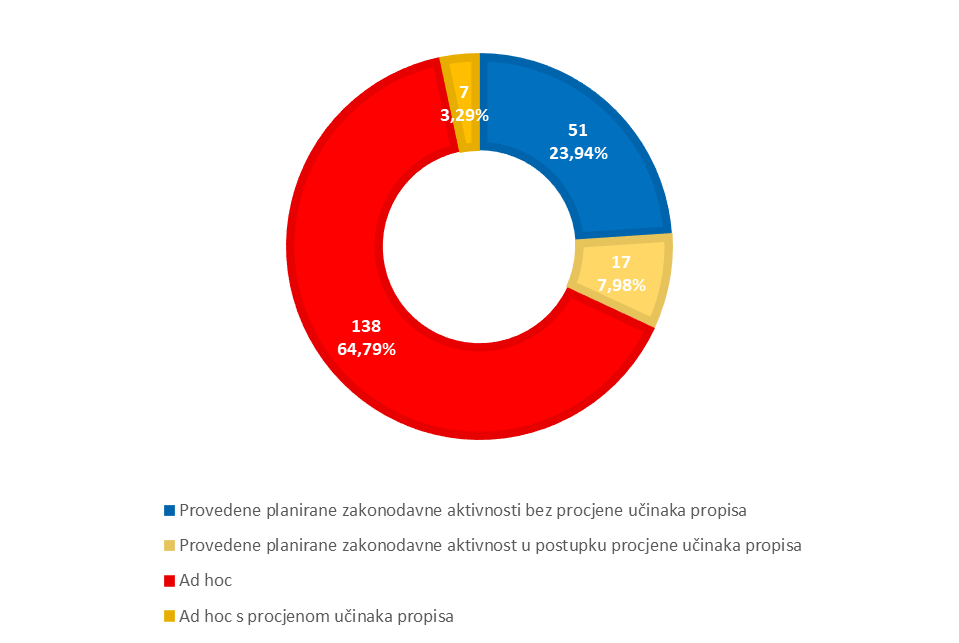 7
3,29%
51
23,94%
17
7,98%
138
64,79%
Provedene planirane zakonodavne aktivnosti bez procjene učinaka propisa
Provedene planirane zakonodavne aktivnost u postupku procjene učinaka propisa
Ad hoc
Ad hoc s procjenom učinaka propisa